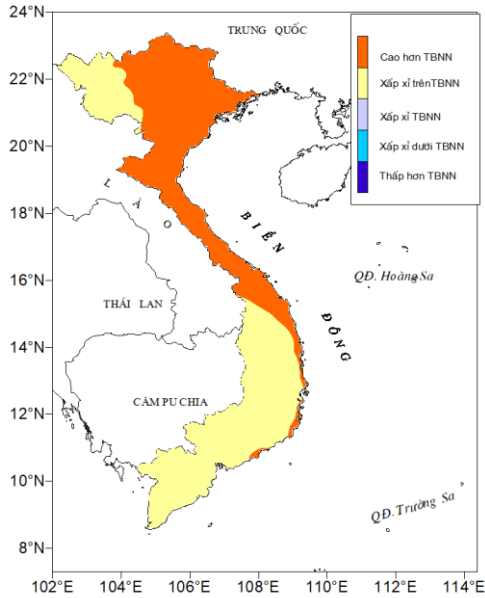 24°N
22°N
20°N
18°N
16°N
14°N
12°N
10°N
8°N
102°E 104°E 106°E 108°E 110°E 112°E 114°E
TRUNG QUỐC
Cao hơn TBNN
Xấp xỉ trênTBNN
Xấp xỉ TBNN
Xấp xỉ dưới TBNN
Thấp hơn TBNN
LÀO
BIỂN
ĐÔNG
QĐ. Hoàng Sa
THÁI LAN
CĂM PU CHIA
QĐ. Trường Sa